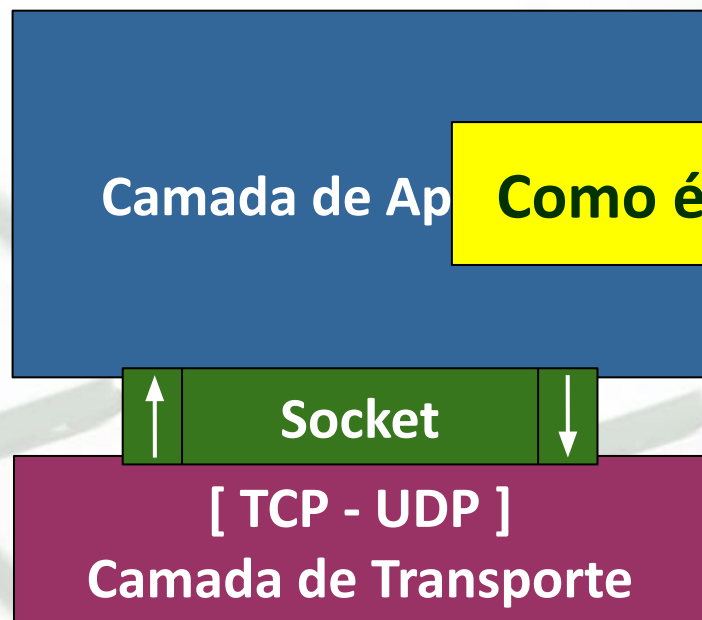 Camada de Ap
Como é
Socket
[ TCP - UDP ]
Camada de Transporte